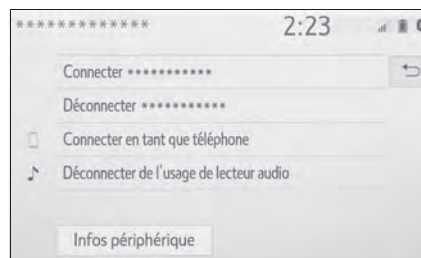 ************* 2:23
Connecter ***********
Déconnecter ***********
Connecter en tant que téléphone
Déconnecter de l'usage de lecteur audio
Infos périphérique